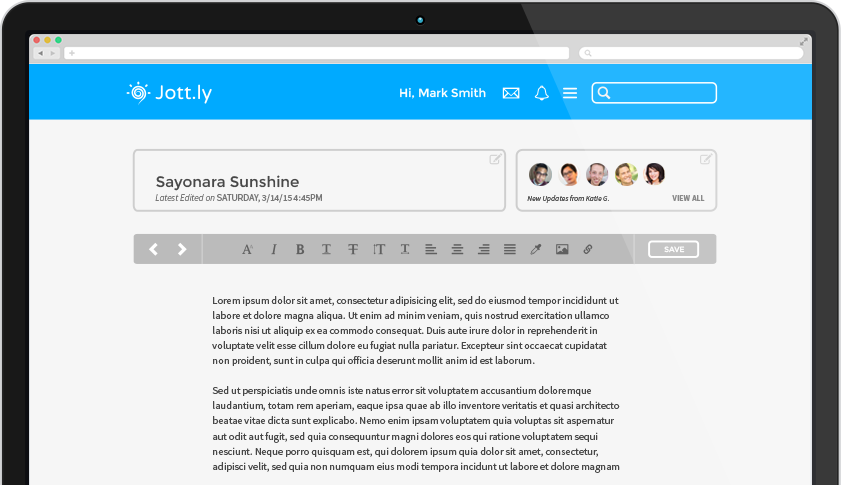 Jott.ly
Hi, Mark Smith
Sayonara Sunshine
Latest Edited on SATURDAY, 3/14/15 4:45PM
New Updates from Katie G.
VIEW ALL
A I B T T T T
SAVE
Lorem ipsum dolor sit amet, consectetur adipisicing elit, sed do eiusmod tempor incididunt ut
labore et dolore magna aliqua. Ut enim ad minim veniam, quis nostrud exercitation ullamco
laboris nisi ut aliquip ex ea commodo consequat. Duis aute irure dolor in reprehenderit in
voluptate velit esse cillum dolore eu fugiat nulla pariatur. Excepteur sint occaecat cupidatat
non proident, sunt in culpa qui officia deserunt mollit anim id est laborum.
Sed ut perspiciatis unde omnis iste natus error sit voluptatem accusantium doloremque
laudantium, totam rem aperiam, eaque ipsa quae ab illo inventore veritatis et quasi architecto
beatae vitae dicta sunt explicabo. Nemo enim ipsam voluptatem quia voluptas sit aspernatur
aut odit aut fugit, sed quia consequuntur magni dolores eos qui ratione voluptatem sequi
nesciunt. Neque porro quisquam est, qui dolorem ipsum quia dolor sit amet, consectetur,
adipisci velit, sed quia non numquam eius modi tempora incidunt ut labore et dolore magnam